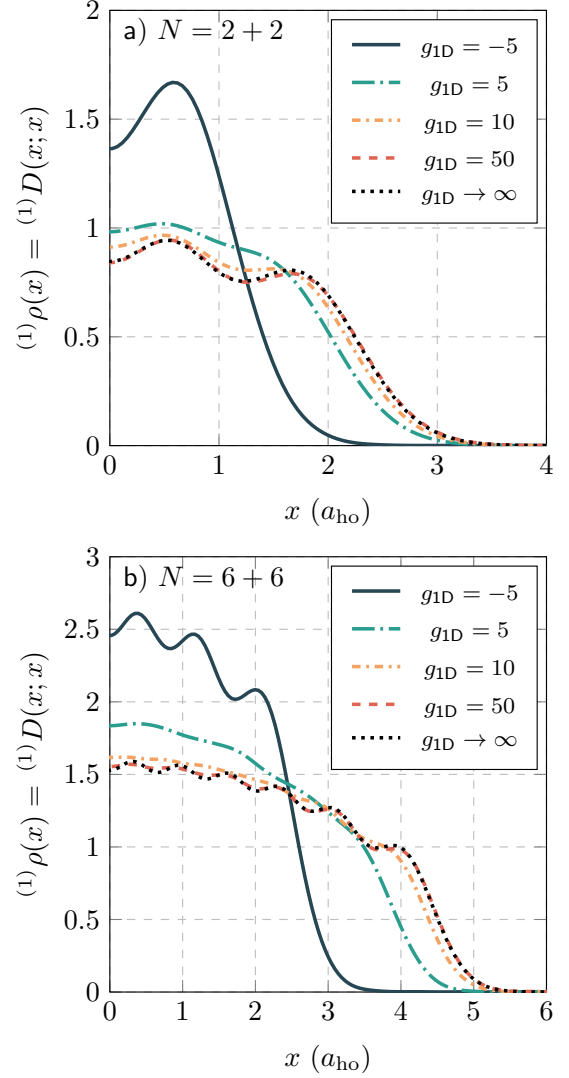 a) N = 2 + 2
g1D = −5
g1D = 5
g1D = 10
g1D = 50
g1D → ∞
2
1.5
1
0.5
0
(1)ρ(x) = (1)D(x; x)
0 1 2 3 4
x (aho)
b) N = 6 + 6
g1D = −5
g1D = 5
g1D = 10
g1D = 50
g1D → ∞
3
2.5
2
1.5
1
0.5
0
(1)ρ(x) = (1)D(x; x)
0 1 2 3 4 5 6
x (aho)